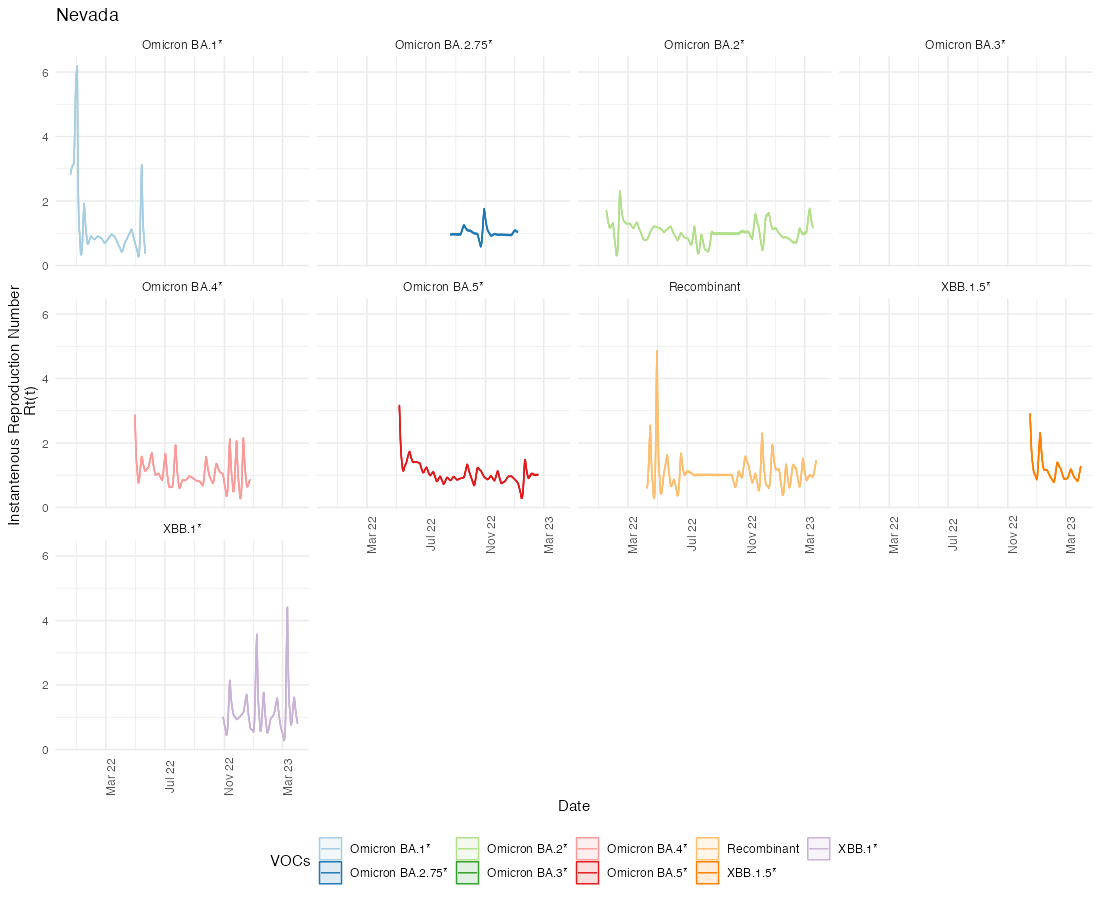 Nevada
Omicron BA.1*
Omicron BA.2.75*
Omicron BA.2*
Omicron BA.3*
6
4
2
0
Omicron BA.4*
Omicron BA.5*
Recombinant
XBB.1.5*
6
4
2
0
Mar 22
Jul 22
Nov 22
Mar 23
Mar 22
Jul 22
Nov 22
Mar 23
Mar 22
Jul 22
Nov 22
Mar 23
XBB.1*
6
4
2
0
Mar 22
Jul 22
Nov 22
Mar 23
Instantenous Reproduction Number
Rt(t)
Date
VOCs
Omicron BA.1*
Omicron BA.2*
Omicron BA.4*
Recombinant
XBB.1*
Omicron BA.2.75*
Omicron BA.3*
Omicron BA.5*
XBB.1.5*